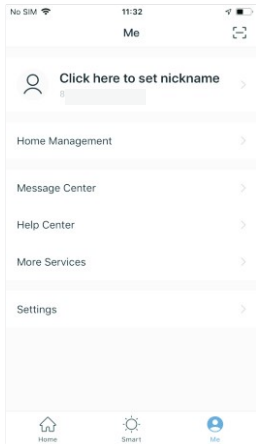 No SIM 11:32
Me
Click here to set nickname
8
Home Management
Message Center
Help Center
More Services
Settings
Home Smart Me